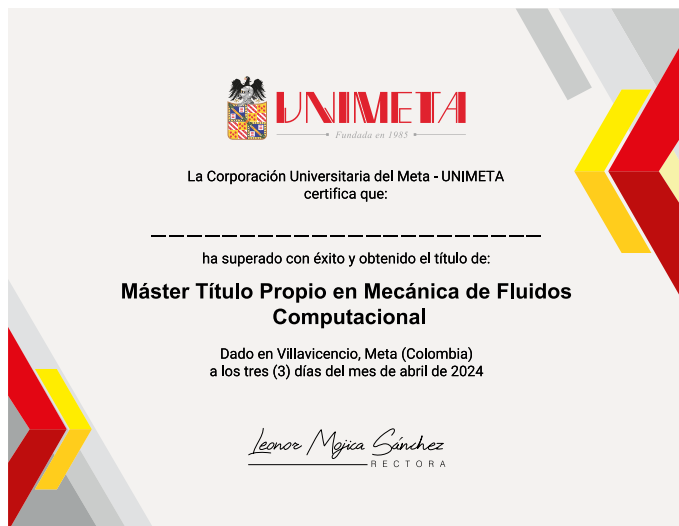 UNIMETA
Fundada en 1985
La Corporación Universitaria del Meta - UNIMETA
certifica que:
ha superado con éxito y obtenido el título de:
Máster Título Propio en Mecánica de Fluidos
Computacional
Dado en Villavicencio, Meta (Colombia)
a los tres (3) días del mes de abril de 2024
Leonor Mojica Sánchez
RECTORA